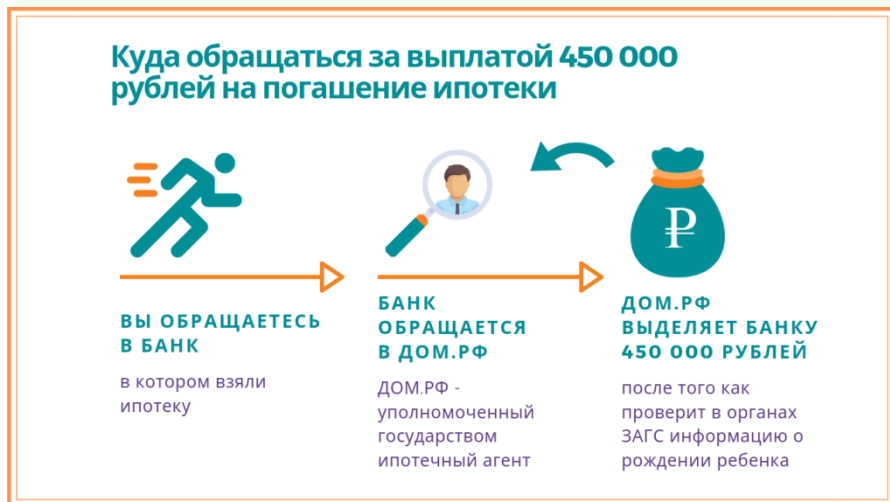 Куда обращаться за выплатой 450 000
рублей на погашение ипотеки
₽
ВЫ ОБРАЩАЕТЕСЬ
В БАНК
в котором взяли
ипотеку
БАНК
ОБРАЩАЕТСЯ
В ДОМ.РФ
ДОМ.РФ -
уполномоченный
государством
ипотечный агент
ДОМ.РФ
ВЫДЕЛЯЕТ БАНКУ
450 000 РУБЛЕЙ
после того как
проверит в органах
ЗАГС информацию о
рождении ребенка